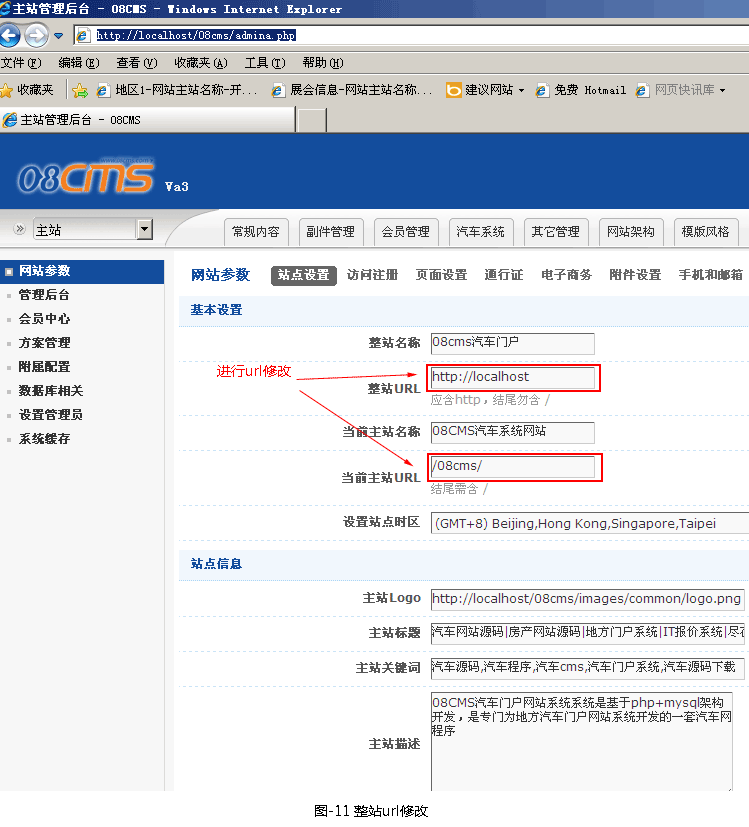 主站管理后台 - 08CMS - Windows Internet Explorer
http://localhost/08cms/admina.php
文件(F) 编辑(E) 查看(V) 收藏夹(A) 工具(T) 帮助(H)
收藏夹 地区1-网站主站名称-开... 展会信息-网站主站名称... 建议网站 免费 Hotmail 网页快讯库
主站管理后台 - 08CMS
08CMS Va3
主站 常规内容 副件管理 会员管理 汽车系统 其它管理 网站架构 模版风格
网站参数
管理后台
会员中心
方案管理
附属配置
数据库相关
设置管理员
系统缓存
网站参数 站点设置 访问注册 页面设置 通行证 电子商务 附件设置 手机和邮箱
基本设置
整站名称 08cms汽车门户
进行url修改
整站URL http://localhost
应含http，结尾勿含 /
当前主站名称 08CMS汽车系统网站
当前主站URL /08cms/
结尾需含 /
设置站点时区 (GMT+8) Beijing,Hong Kong,Singapore,Taipei
站点信息
主站Logo http://localhost/08cms/images/common/logo.png
主站标题 汽车网站源码|房产网站源码|地方门户系统|IT报价系统|尽
主站关键词 汽车源码,汽车程序,汽车cms,汽车门户系统,汽车源码下载
主站描述 08CMS汽车门户网站系统系统是基于php+mysql架构
开发，是专门为地方汽车门户网站系统开发的一套汽车网
程序
图-11 整站url修改